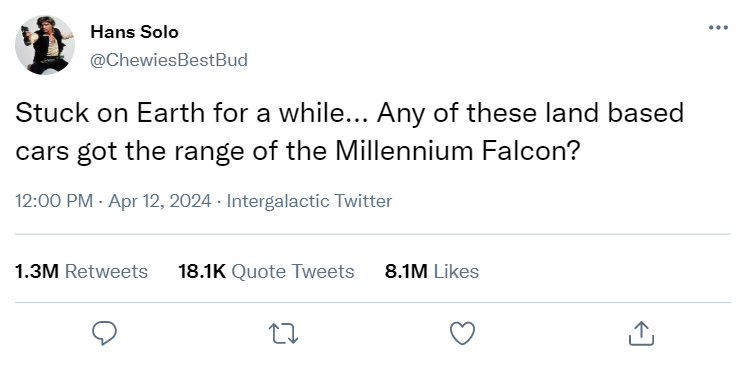 Hans Solo
@ChewiesBestBud
Stuck on Earth for a while... Any of these land based
cars got the range of the Millennium Falcon?
12:00 PM · Apr 12, 2024 · Intergalactic Twitter
1.3M Retweets 18.1K Quote Tweets 8.1M Likes